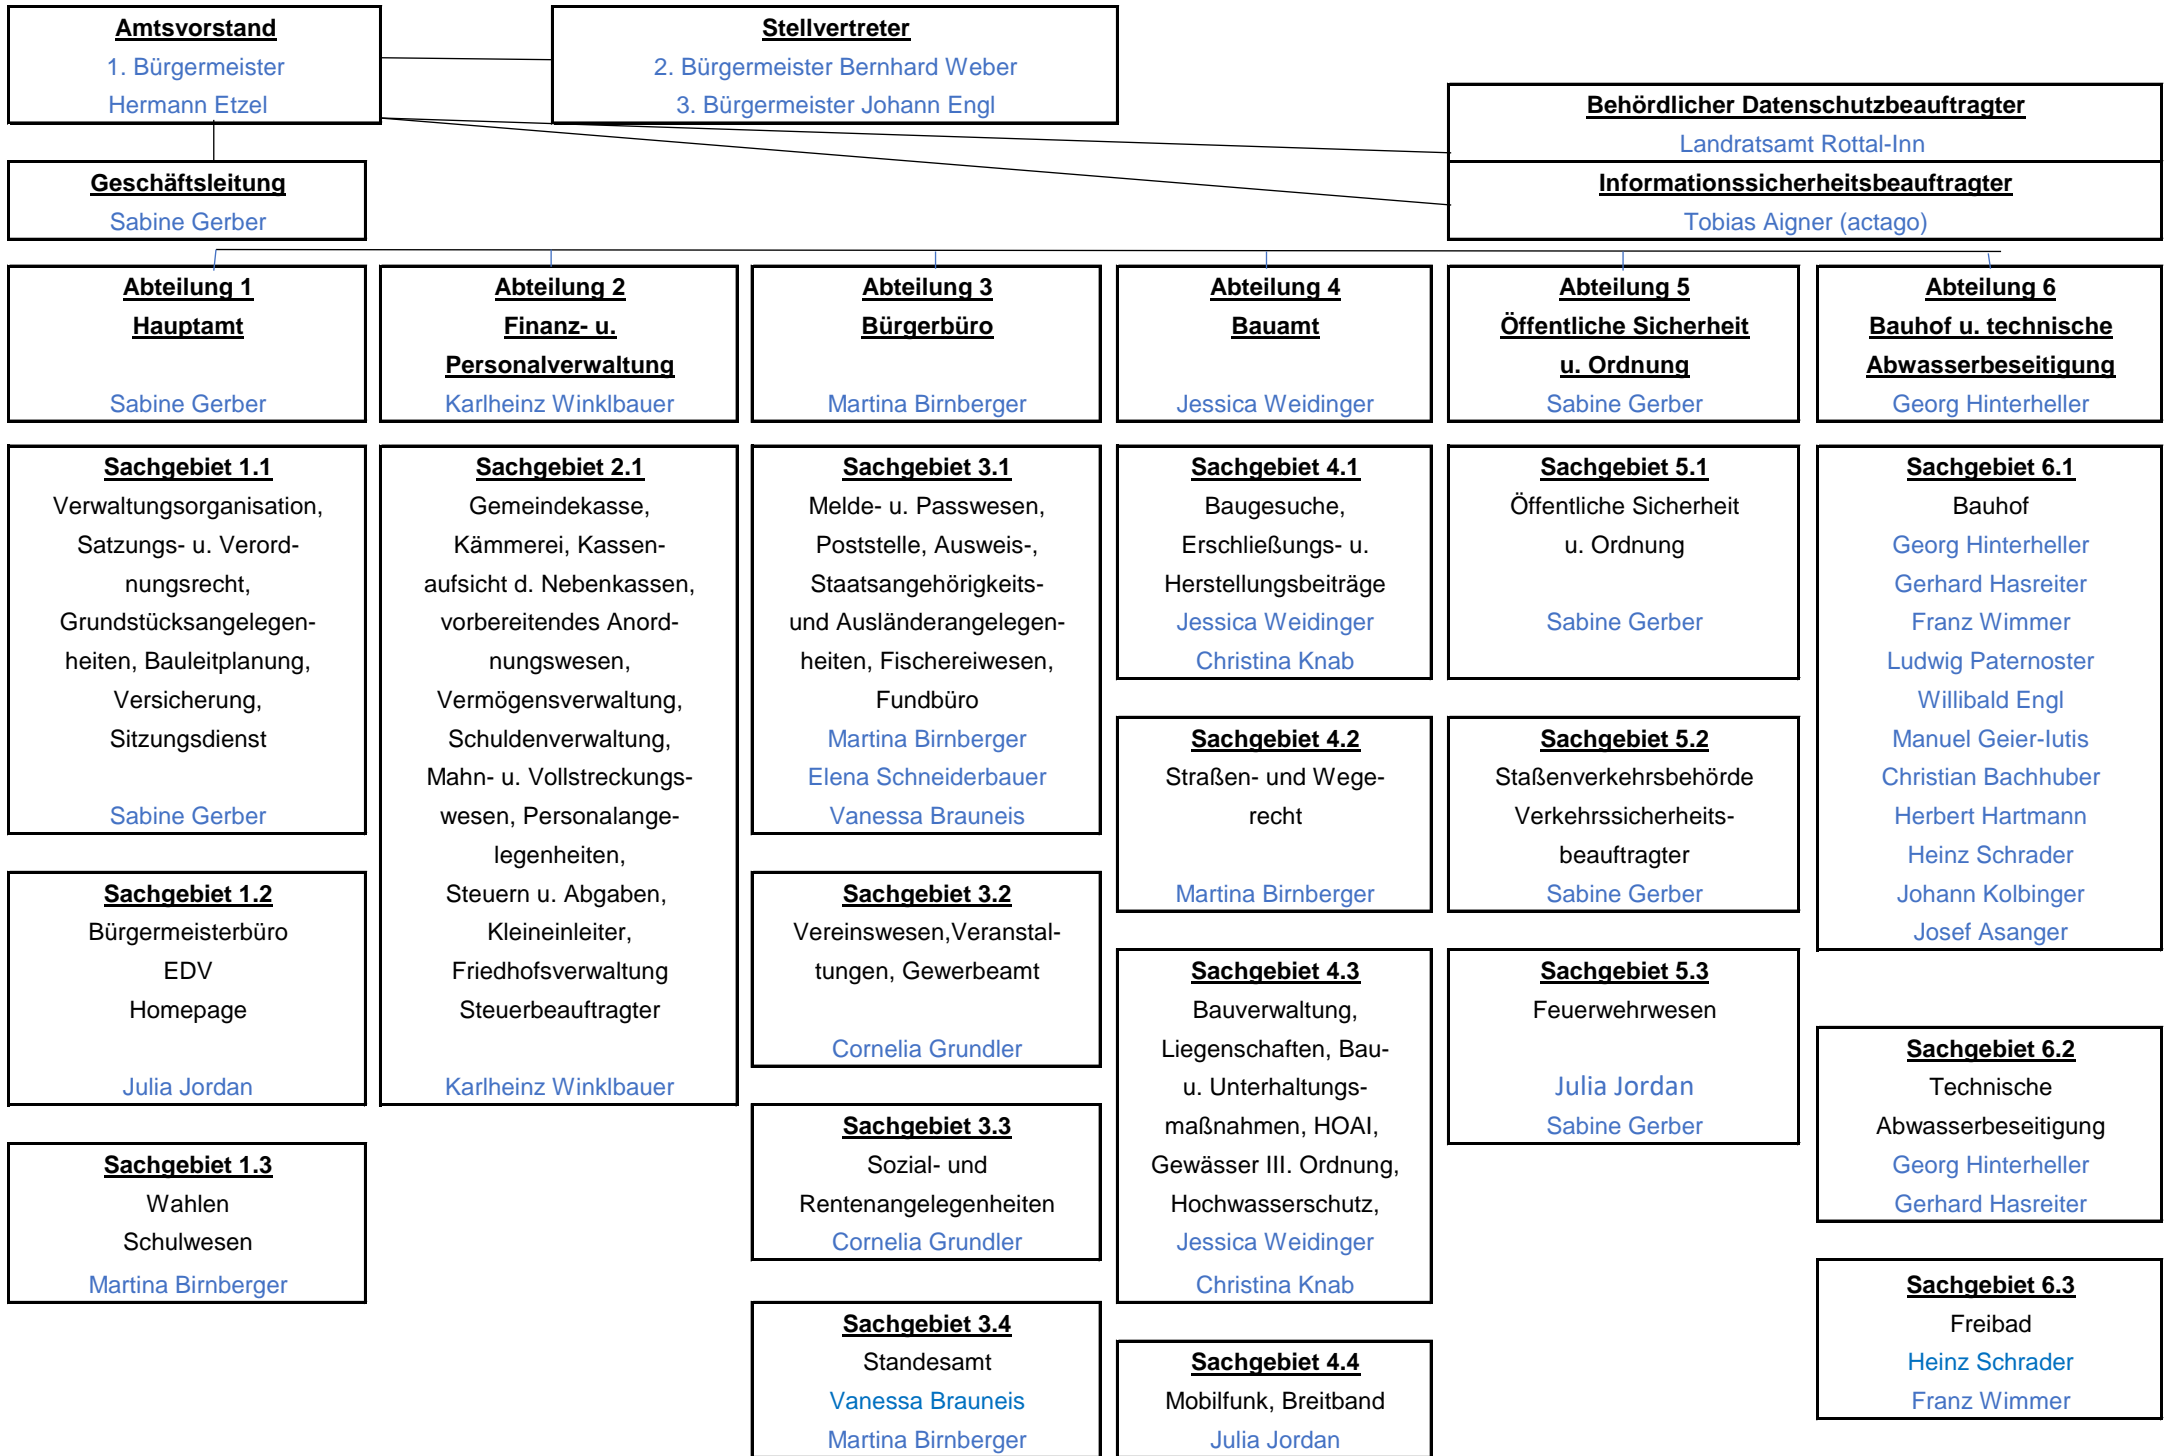 Amtsvorstand
1. Bürgermeister
Hermann Etzel
Stellvertreter
2. Bürgermeister Bernhard Weber
3. Bürgermeister Johann Engl
Behördlicher Datenschutzbeauftragter
Landratsamt Rottal-Inn
Informationssicherheitsbeauftragter
Tobias Aigner (actago)
Geschäftsleitung
Sabine Gerber
Abteilung 1
Hauptamt
Sabine Gerber
Abteilung 2
Finanz- u.
Personalverwaltung
Karlheinz Winklbauer
Abteilung 3
Bürgerbüro
Martina Birnberger
Abteilung 4
Bauamt
Jessica Weidinger
Abteilung 5
Öffentliche Sicherheit
u. Ordnung
Sabine Gerber
Abteilung 6
Bauhof u. technische
Abwasserbeseitigung
Georg Hinterheller
Sachgebiet 1.1
Verwaltungsorganisation,
Satzungs- u. Verord-
nungsrecht,
Grundstücksangelegen-
heiten, Bauleitplanung,
Versicherung,
Sitzungsdienst
Sabine Gerber
Sachgebiet 1.2
Bürgermeisterbüro
EDV
Homepage
Julia Jordan
Sachgebiet 1.3
Wahlen
Schulwesen
Martina Birnberger
Sachgebiet 2.1
Gemeindekasse,
Kämmerei, Kassen-
aufsicht d. Nebenkassen,
vorbereitendes Anord-
nungswesen,
Vermögensverwaltung,
Schuldenverwaltung,
Mahn- u. Vollstreckungs-
wesen, Personalange-
legenheiten,
Steuern u. Abgaben,
Kleineinleiter,
Friedhofsverwaltung
Steuerbeauftragter
Karlheinz Winklbauer
Sachgebiet 3.1
Melde- u. Passwesen,
Poststelle, Ausweis-,
Staatsangehörigkeits-
und Ausländerangelegen-
heiten, Fischereiwesen,
Fundbüro
Martina Birnberger
Elena Schneiderbauer
Vanessa Brauneis
Sachgebiet 3.2
Vereinswesen,Veranstal-
tungen, Gewerbeamt
Cornelia Grundler
Sachgebiet 3.3
Sozial- und
Rentenangelegenheiten
Cornelia Grundler
Sachgebiet 3.4
Standesamt
Vanessa Brauneis
Martina Birnberger
Sachgebiet 4.1
Baugesuche,
Erschließungs- u.
Herstellungsbeiträge
Jessica Weidinger
Christina Knab
Sachgebiet 4.2
Straßen- und Wege-
recht
Martina Birnberger
Sachgebiet 4.3
Bauverwaltung,
Liegenschaften, Bau-
u. Unterhaltungs-
maßnahmen, HOAI,
Gewässer III. Ordnung,
Hochwasserschutz,
Jessica Weidinger
Christina Knab
Sachgebiet 4.4
Mobilfunk, Breitband
Julia Jordan
Sachgebiet 5.1
Öffentliche Sicherheit
u. Ordnung
Sabine Gerber
Sachgebiet 5.2
Staßenverkehrsbehörde
Verkehrssicherheits-
beauftragter
Sabine Gerber
Sachgebiet 5.3
Feuerwehrwesen
Julia Jordan
Sabine Gerber
Sachgebiet 6.1
Bauhof
Georg Hinterheller
Gerhard Hasreiter
Franz Wimmer
Ludwig Paternoster
Willibald Engl
Manuel Geier-Iutis
Christian Bachhuber
Herbert Hartmann
Heinz Schrader
Johann Kolbinger
Josef Asanger
Sachgebiet 6.2
Technische
Abwasserbeseitigung
Georg Hinterheller
Gerhard Hasreiter
Sachgebiet 6.3
Freibad
Heinz Schrader
Franz Wimmer